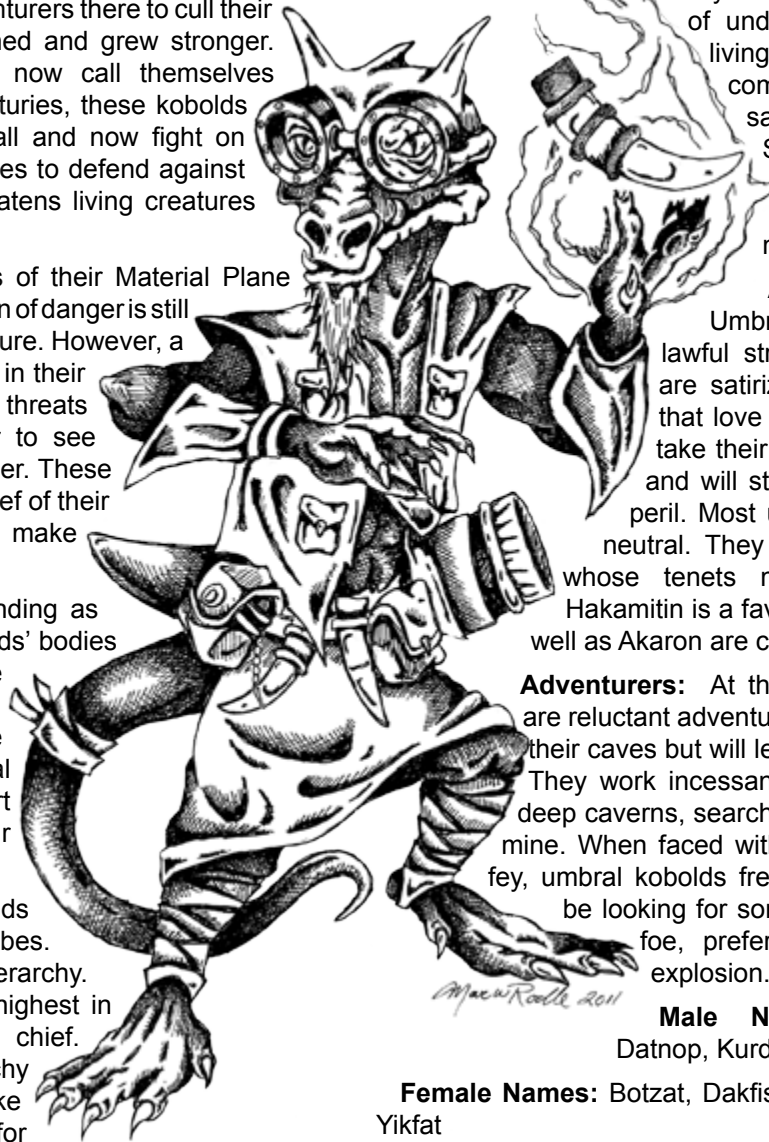 nturers there to cull their
ned and grew stronger.
now call themselves
turies, these kobolds
all and now fight on
es to defend against
atens living creatures
s of their Material Plane
n of danger is still
ure. However, a
in their
threats
to see
er. These
ef of their
make
nding as
ds' bodies
e
al
rt
r
ds
bes.
erarchy.
highest in
chief.
chy
ke
for
of und
living
com
sa
S
r
Umbr
lawful str
are satiriz
that love
take their
and will st
peril. Most u
neutral. They
whose tenets n
Hakamitin is a fav
well as Akaron are c
Adventurers: At th
are reluctant adventu
their caves but will le
They work incessan
deep caverns, search
mine. When faced with
fey, umbral kobolds fre
be looking for so
foe, prefer
explosion.
Male N
Datnop, Kurd
Female Names: Botzat, Dakfis
Yikfat
2011